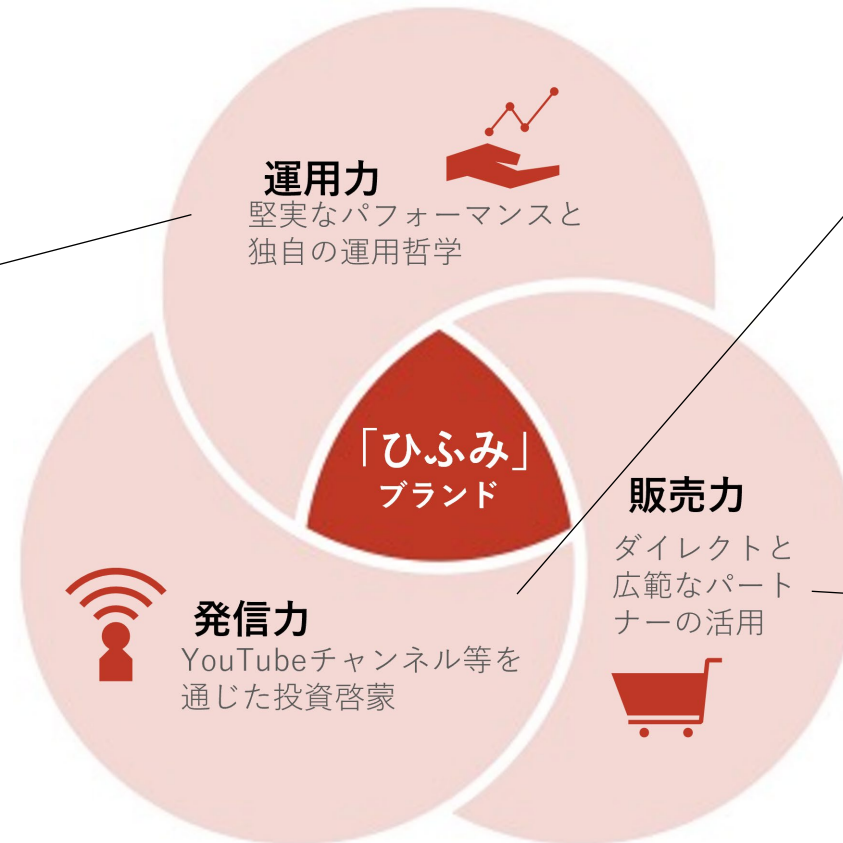 運用力
堅実なパフォーマンスと
独自の運用哲学
「ひふみ」
ブランド
販売力
ダイレクトと
広範なパート
ナーの活用
発信力
YouTubeチャンネル等を
通じた投資啓蒙